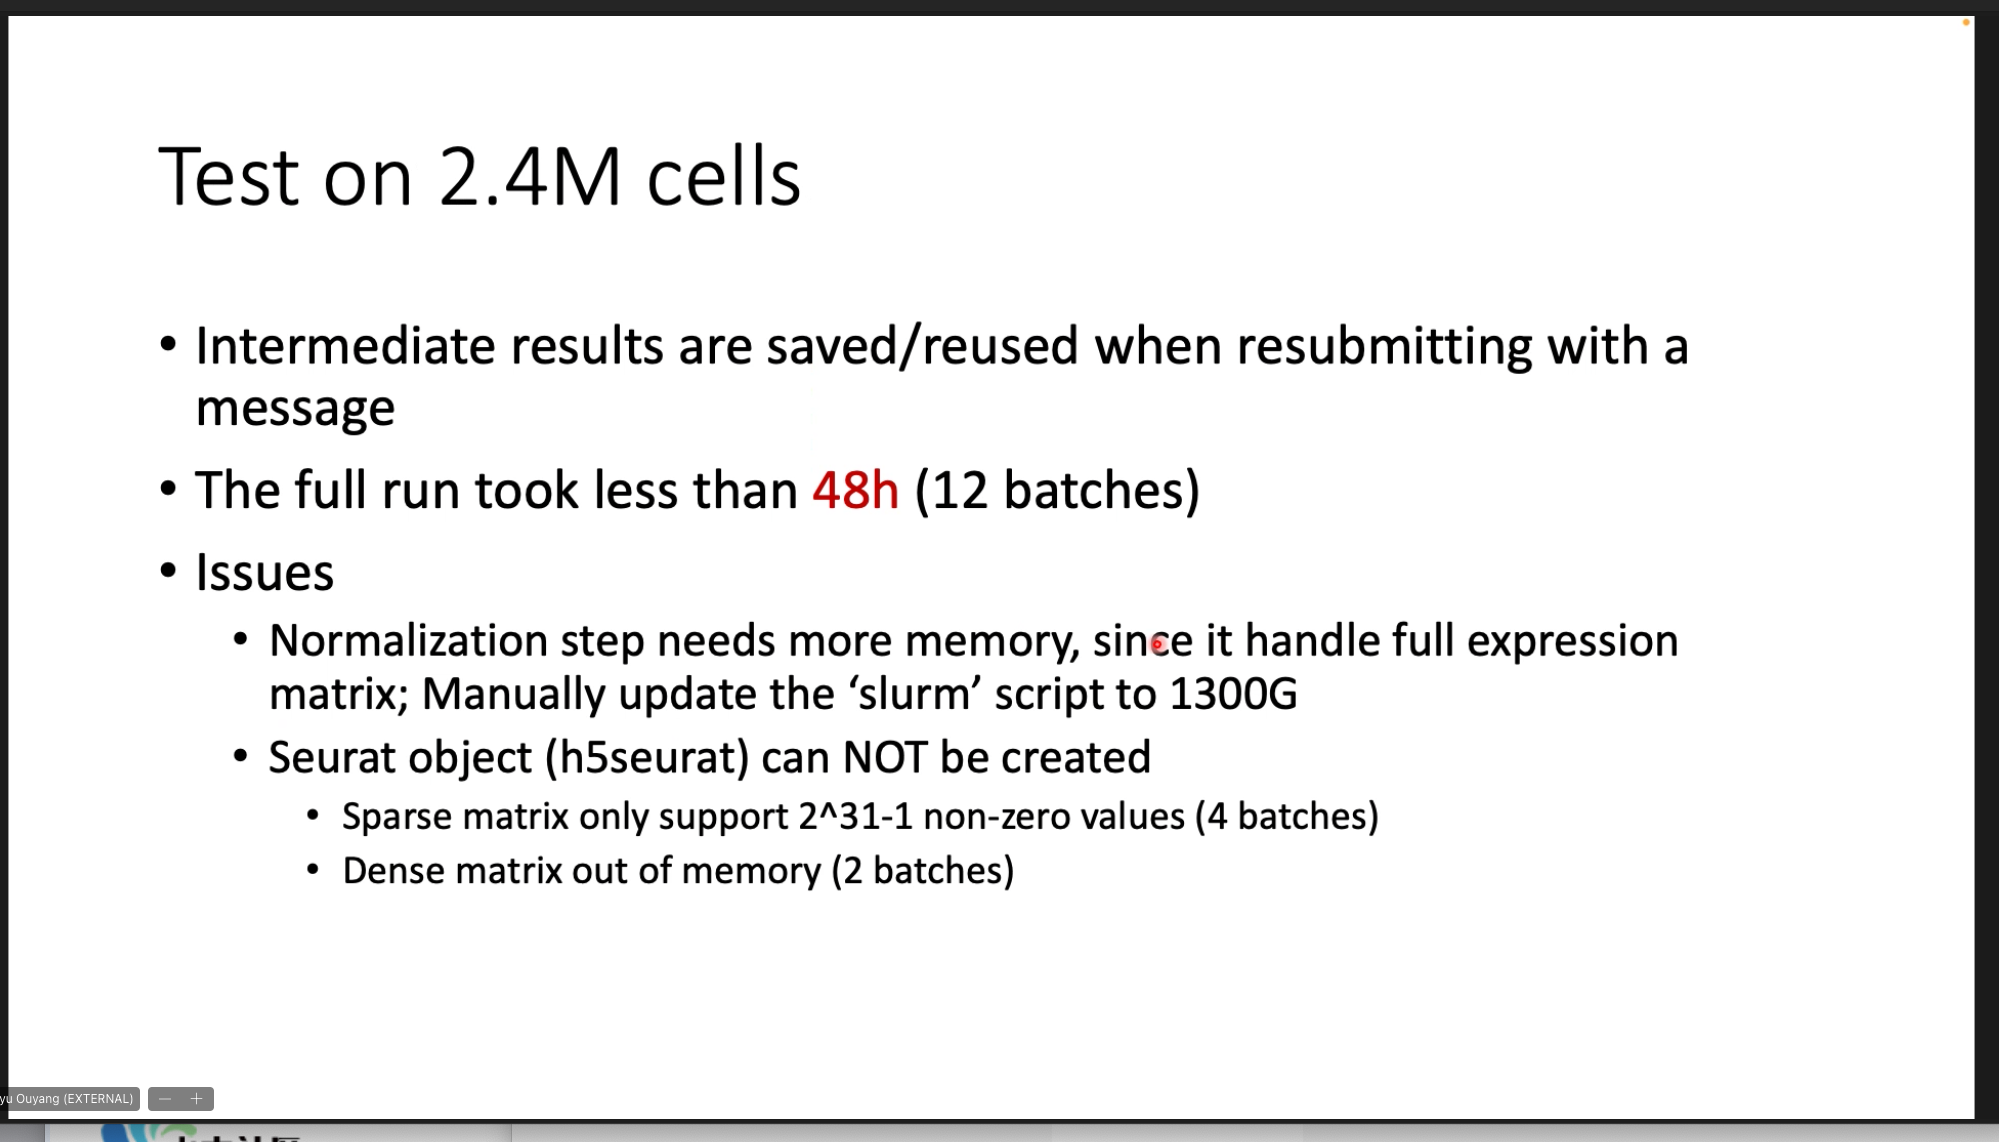 Test on 2.4M cells
• Intermediate results are saved/reused when resubmitting with a
message
• The full run took less than 48h (12 batches)
• Issues
• Normalization step needs more memory, since it handle full expression
matrix; Manually update the ‘slurm’ script to 1300G
• Seurat object (h5seurat) can NOT be created
• Sparse matrix only support 2^31-1 non-zero values (4 batches)
• Dense matrix out of memory (2 batches)
yu Ouyang (EXTERNAL)